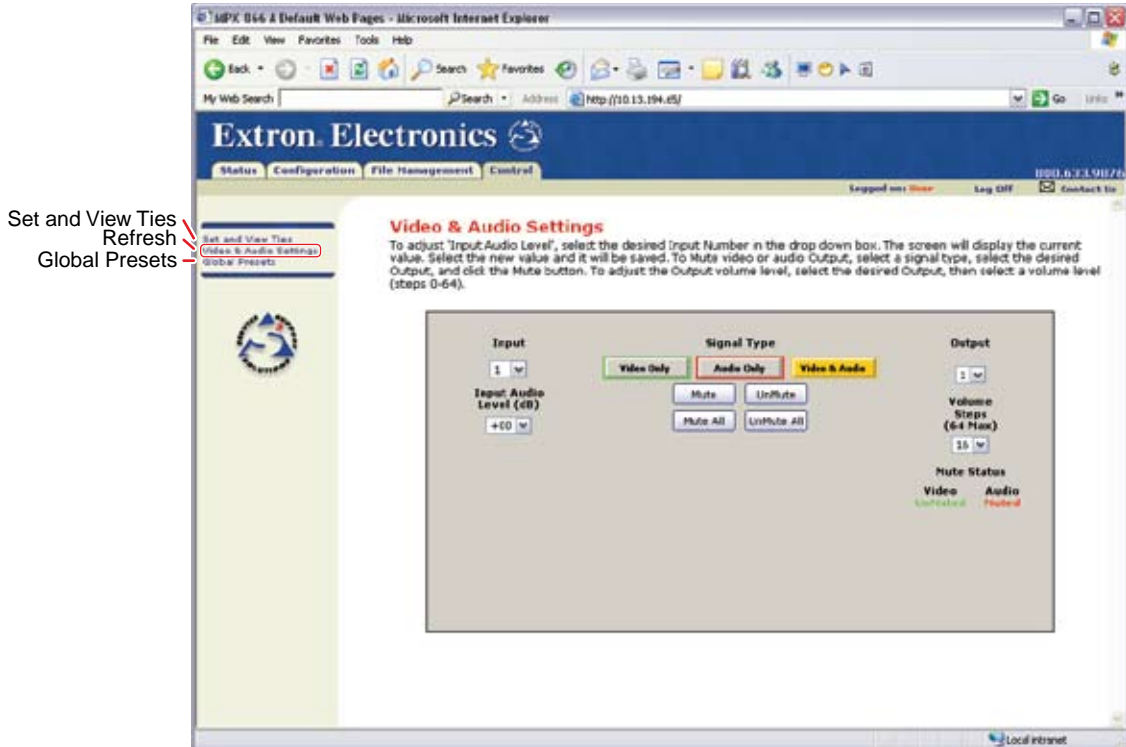 MPX 866 A Default Web Pages - Microsoft Internet Explorer
File Edit View Favorites Tools Help
Back Search Favorites
My Web Search Search Address http://10.13.194.65/ Go Links
Extron Electronics
Status Configuration File Management Control
800.633.9876
Logged on: User Log Off Contact Us
Set and View Ties
Refresh
Global Presets
Set and View Ties
Video & Audio Settings
Global Presets
Video & Audio Settings
To adjust 'Input Audio Level', select the desired Input Number in the drop down box. The screen will display the current
value. Select the new value and it will be saved. To Mute video or audio Output, select a signal type, select the desired
Output, and click the Mute button. To adjust the Output volume level, select the desired Output, then select a volume level
(steps 0-64).
Input
1
Input Audio
Level (dB)
+00
Signal Type
Video Only Audio Only Video & Audio
Mute UnMute
Mute All UnMute All
Output
1
Volume
Steps
(64 Max)
16
Mute Status
Video Audio
UnMuted Muted
Local intranet